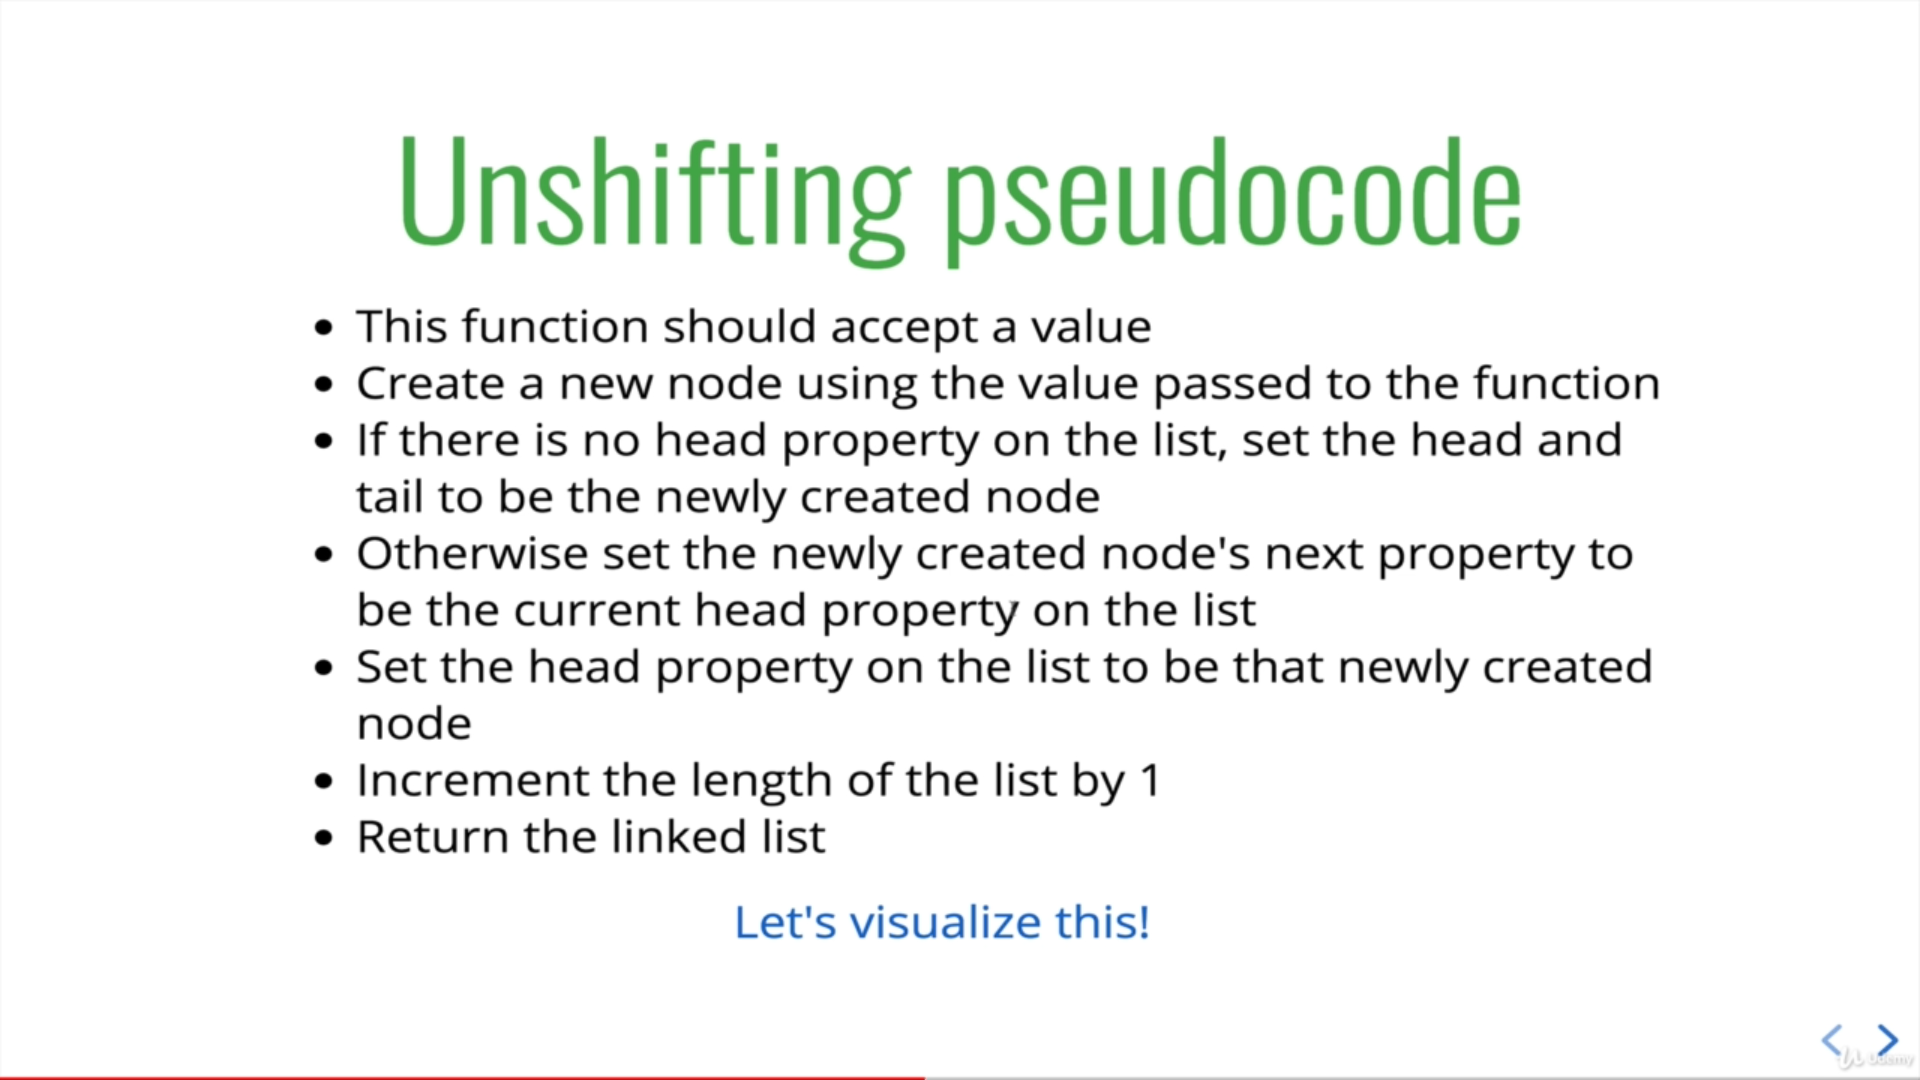 Unshifting pseudocode
• This function should accept a value
• Create a new node using the value passed to the function
• If there is no head property on the list, set the head and
tail to be the newly created node
• Otherwise set the newly created node's next property to
be the current head property on the list
• Set the head property on the list to be that newly created
node
• Increment the length of the list by 1
• Return the linked list
Let's visualize this!
Udemy